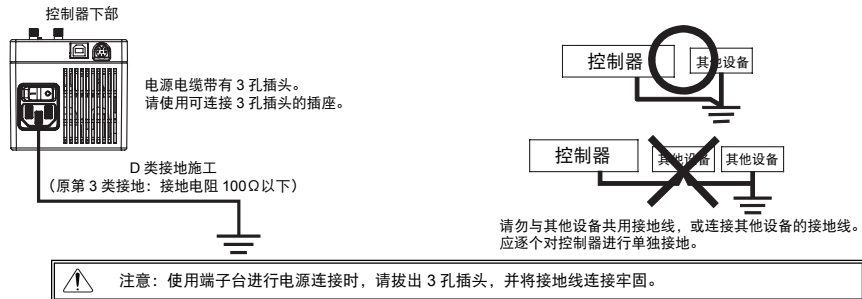 控制器下部
电源电缆带有 3 孔插头。
请使用可连接 3 孔插头的插座。
D 类接地施工
（原第 3 类接地：接地电阻 100Ω以下）
控制器
其他设备
控制器
其他设备
其他设备
请勿与其他设备共用接地线，或连接其他设备的接地线。
应逐个对控制器进行单独接地。
注意：使用端子台进行电源连接时，请拔出 3 孔插头，并将接地线连接牢固。